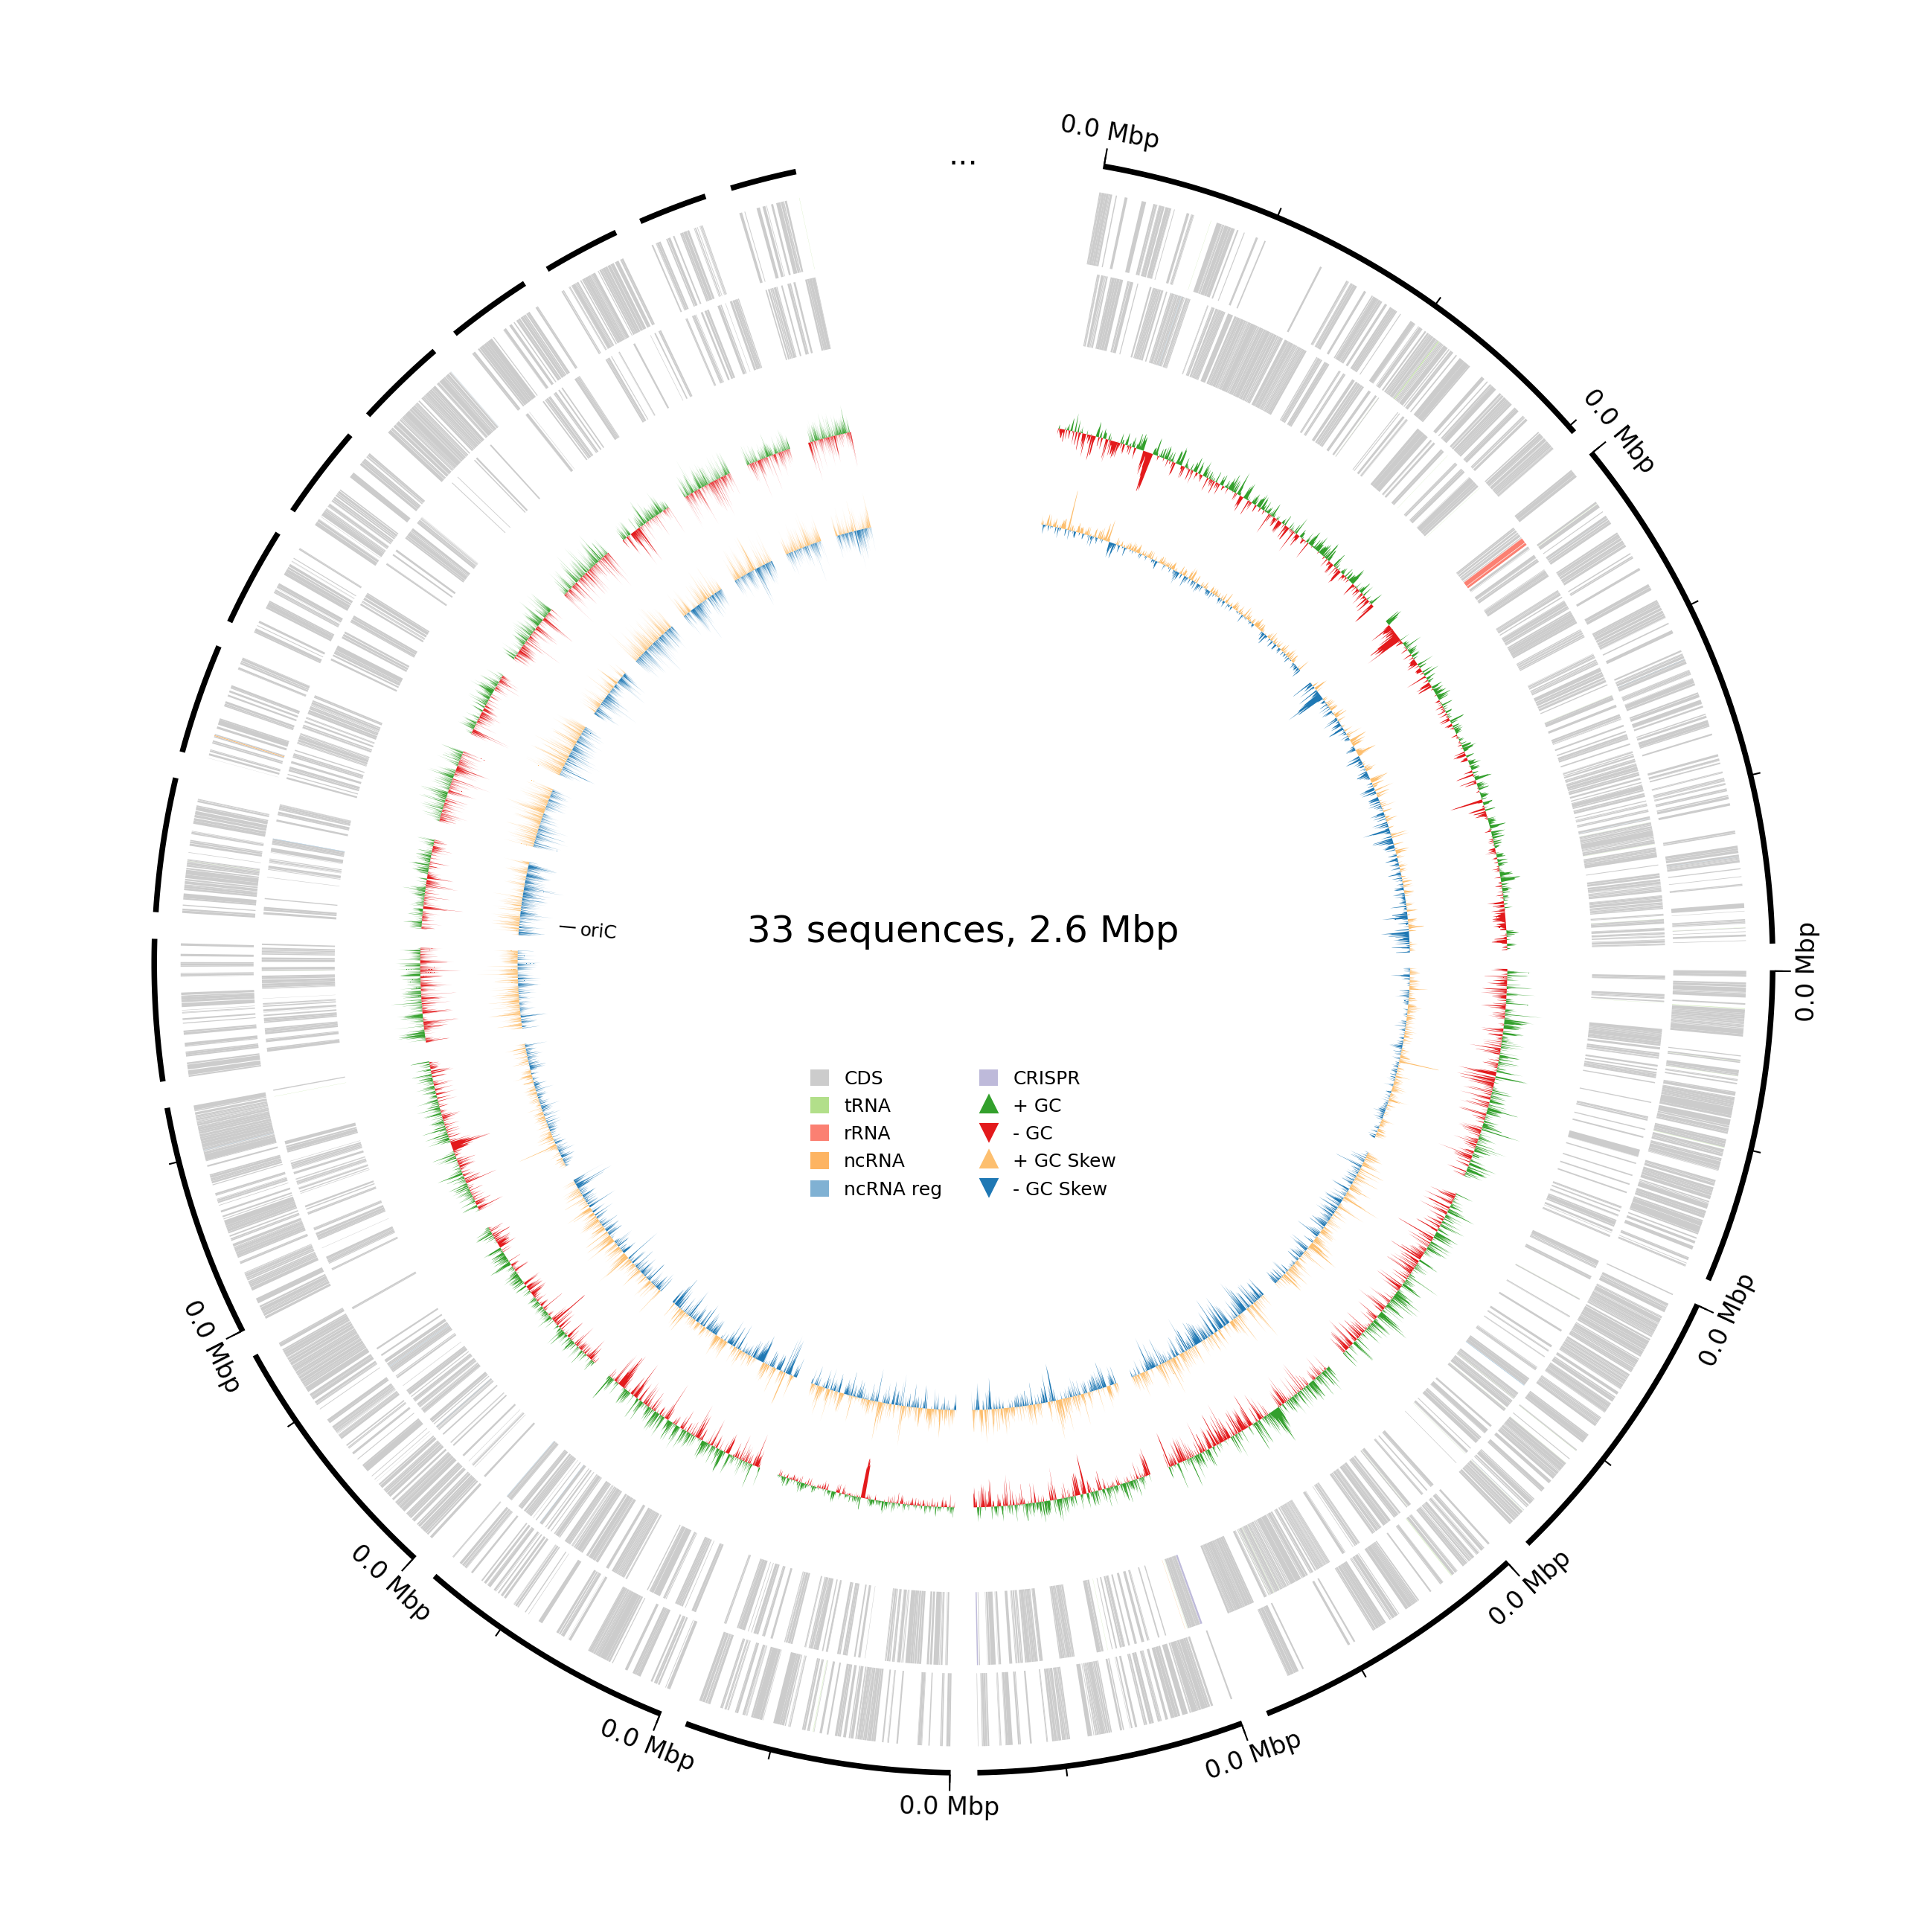 ...
0.0 Mbp
0.0 Mbp
0.0 Mbp
0.0 Mbp
0.0 Mbp
0.0 Mbp
0.0 Mbp
0.0 Mbp
0.0 Mbp
0.0 Mbp
oriC
33 sequences, 2.6 Mbp
CDS
tRNA
rRNA
ncRNA
ncRNA reg
CRISPR
+ GC
- GC
+ GC Skew
- GC Skew